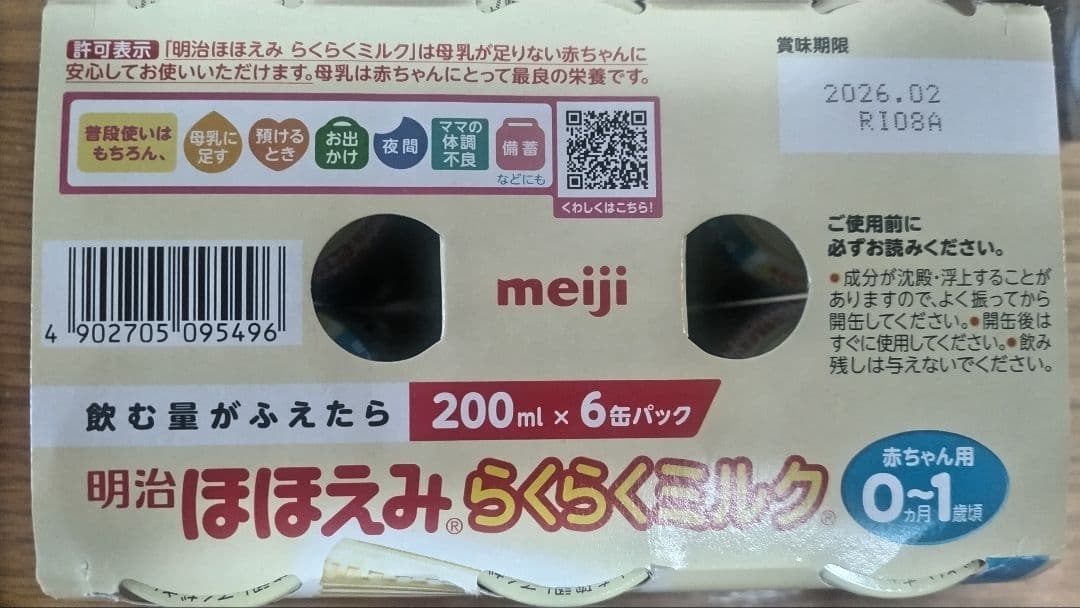 許可表示 「明治ほほえみ らくらくミルク」は母乳が足りない赤ちゃんに
安心してお使いいただけます。母乳は赤ちゃんにとって最良の栄養です。
普段使いは
もちろん、
母乳に
足す
預ける
とき
お出
かけ
夜間
ママの
体調
不良
備蓄
などにも
くわしくはこちら!
賞味期限
2026.02
RI08A
ご使用前に
必ずお読みください。
●成分が沈殿・浮上することが
ありますので、よく振ってから
開缶してください。●開缶後は
すぐに使用してください。●飲み
残しは与えないでください。
4 902705 095496
meiji
飲む量がふえたら 200ml × 6缶パック
明治ほほえみ®らくらくミルク®
赤ちゃん用
0カ月~1歳頃